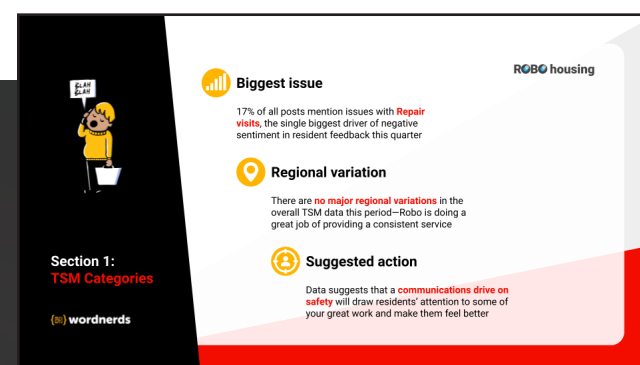 BLAH
BLAH
Section 1:
TSM Categories
wordnerds
ROBO housing
Biggest issue
17% of all posts mention issues with Repair
visits, the single biggest driver of negative
sentiment in resident feedback this quarter
Regional variation
There are no major regional variations in the
overall TSM data this period—Robo is doing a
great job of providing a consistent service
Suggested action
Data suggests that a communications drive on
safety will draw residents' attention to some of
your great work and make them feel better